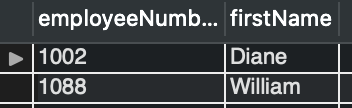 employeeNumb... firstName
1002 Diane
1088 William